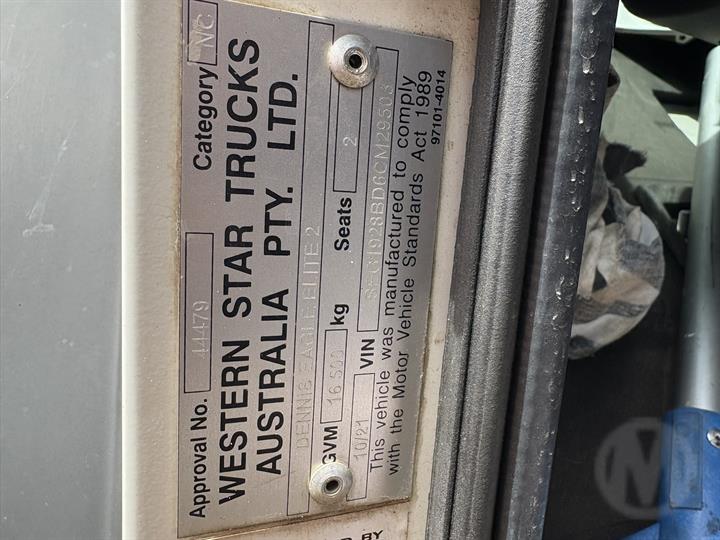 Approval No. 44479 Category NC
WESTERN STAR TRUCKS
AUSTRALIA PTY. LTD.
DENNIS EAGLE ELITE 2
GVM 16 500 kg Seats 2
10/21 VIN
This vehicle was manufactured to comply
with the Motor Vehicle Standards Act 1989
97101-4014
BY
M